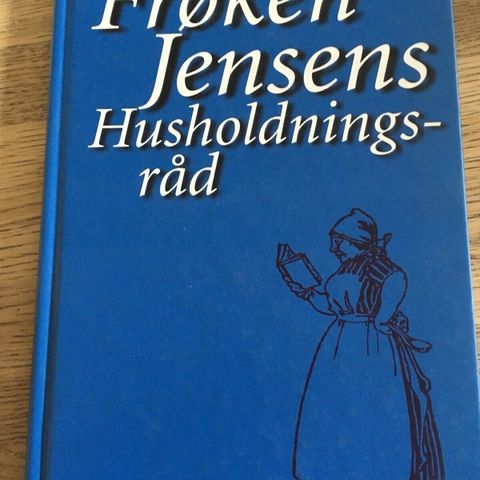 Frøken
Jensens
Husholdnings-
råd